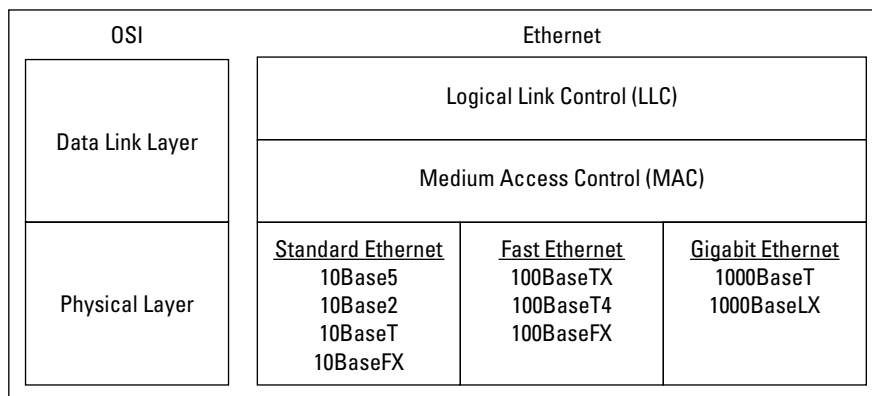 OSI
Ethernet
Data Link Layer
Logical Link Control (LLC)
Medium Access Control (MAC)
Physical Layer
Standard Ethernet
10Base5
10Base2
10BaseT
10BaseFX
Fast Ethernet
100BaseTX
100BaseT4
100BaseFX
Gigabit Ethernet
1000BaseT
1000BaseLX